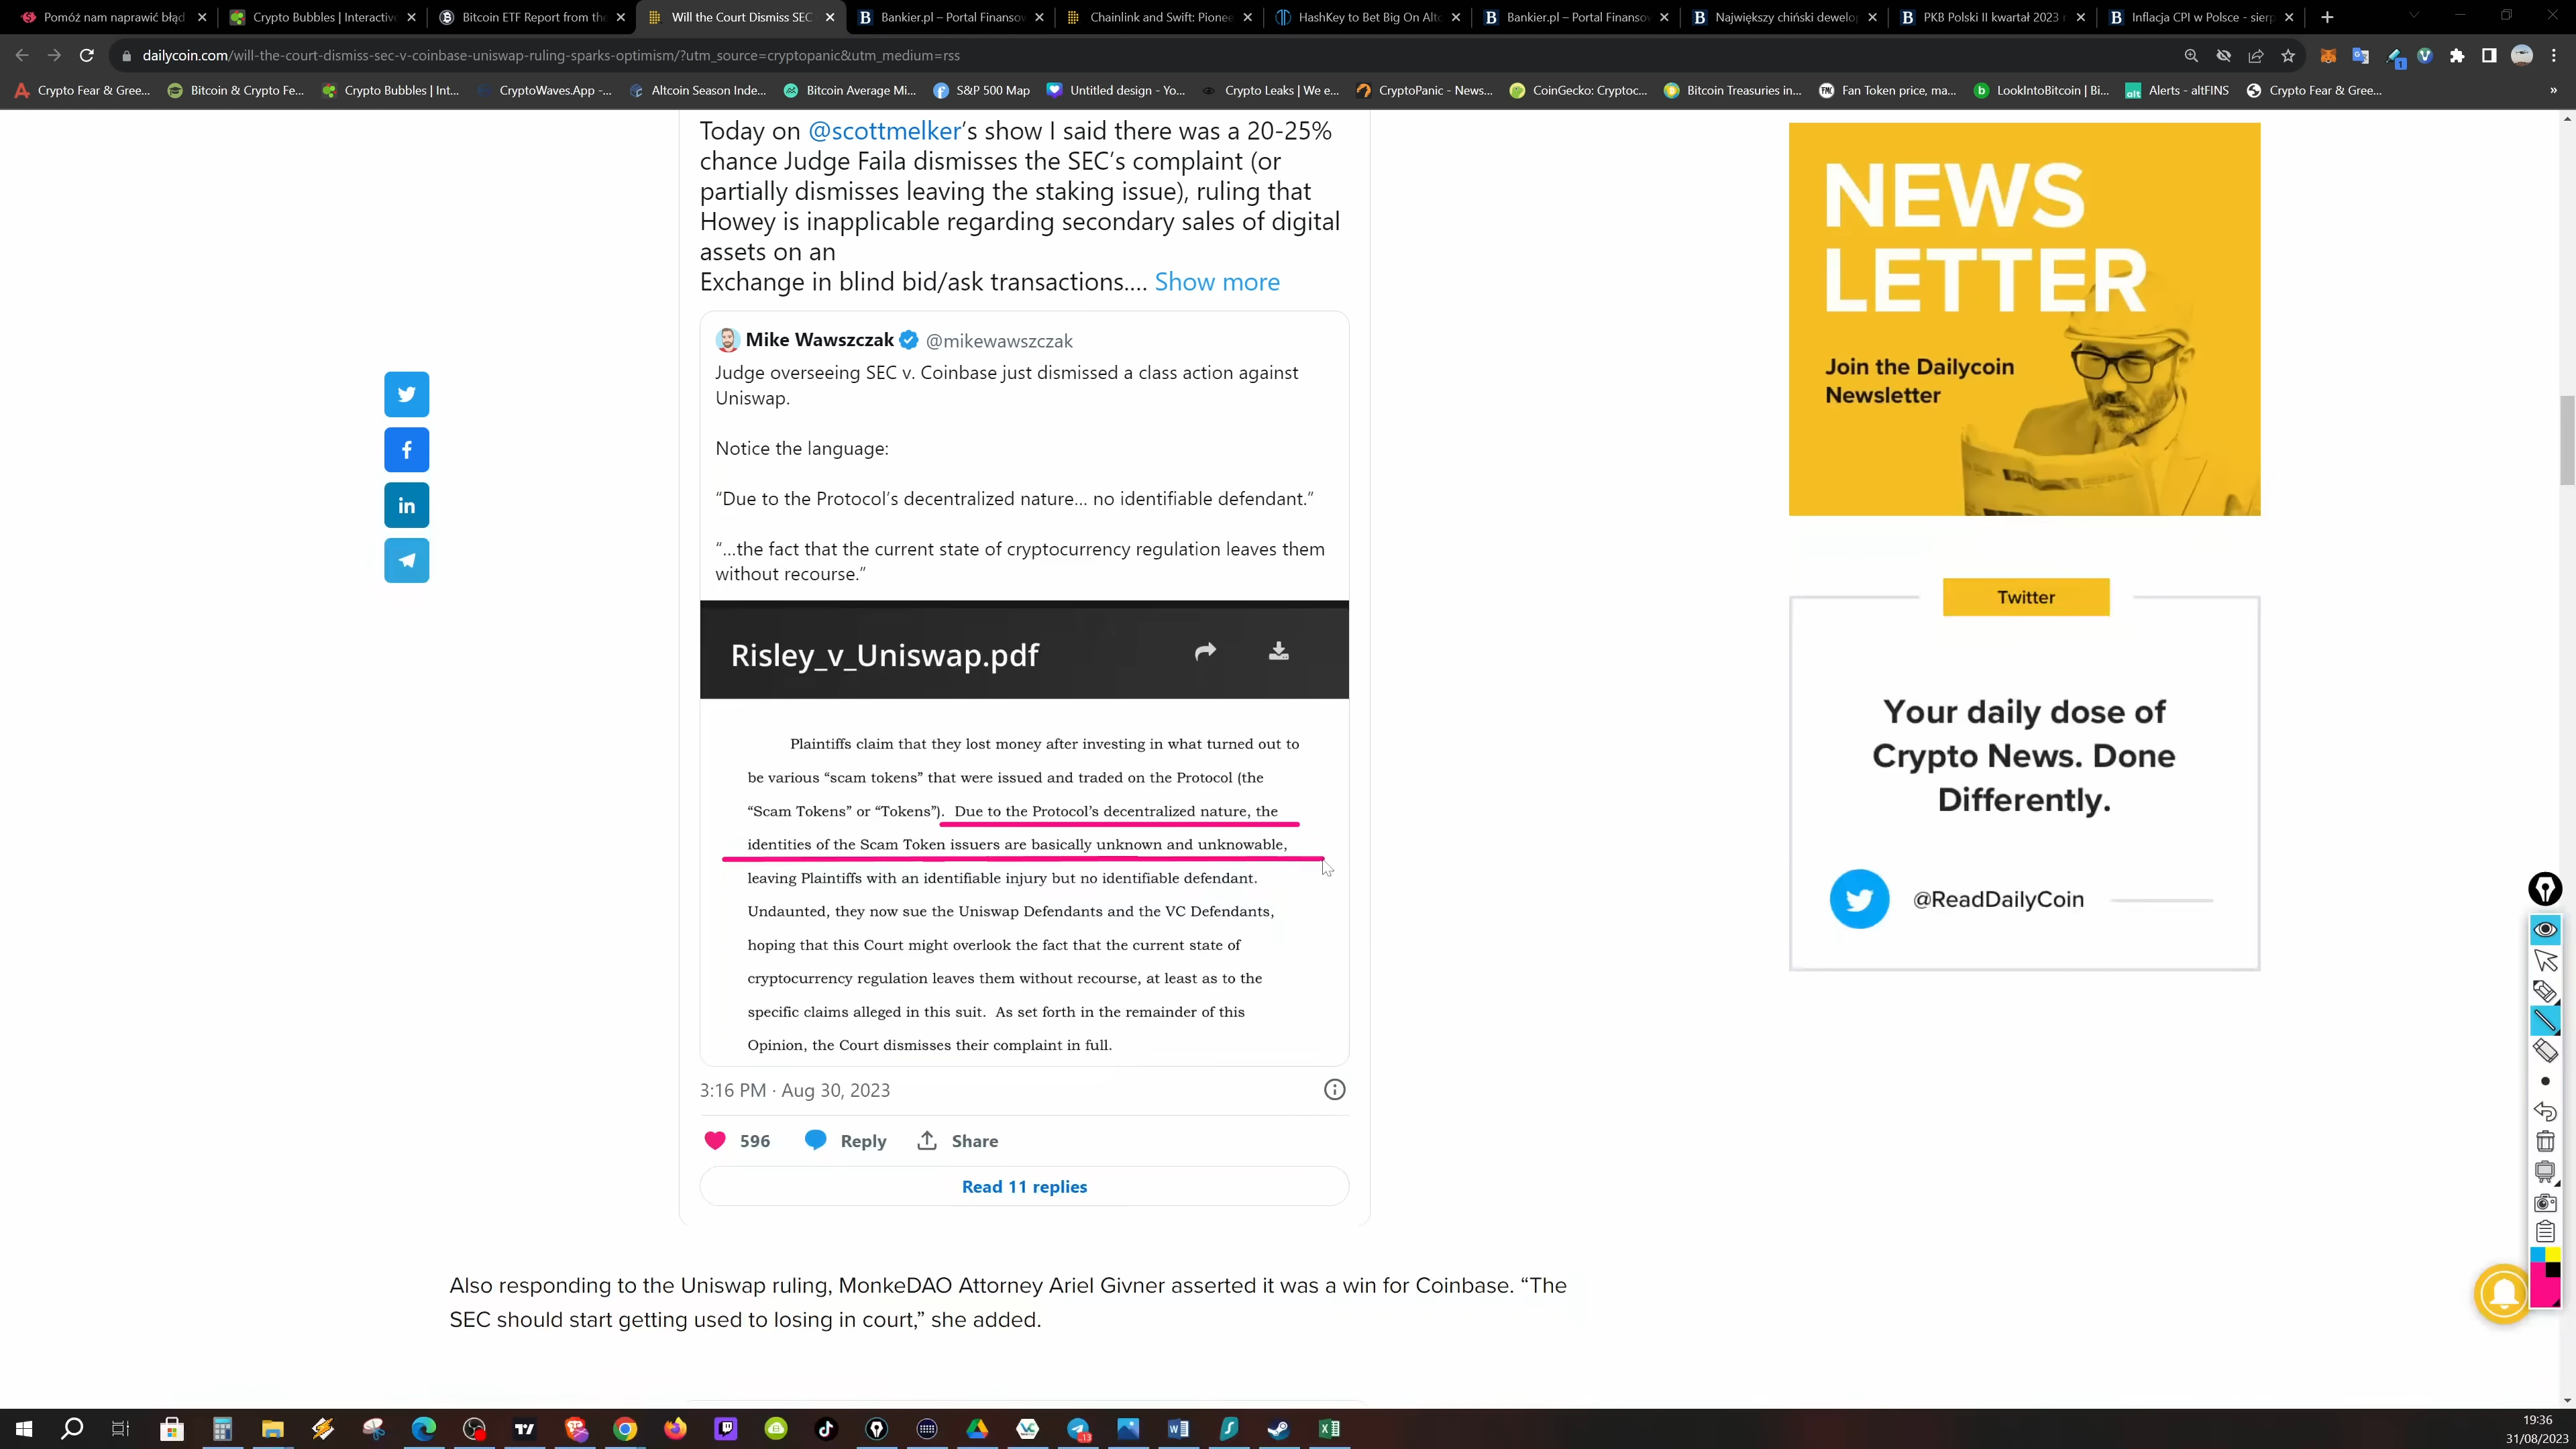 Pomóż nam naprawić błąd
Crypto Bubbles | Interactive
Bitcoin ETF Report from the
Will the Court Dismiss SEC
Bankier.pl – Portal Finansow
Chainlink and Swift: Pionee
HashKey to Bet Big On Alto
Bankier.pl – Portal Finansow
Największy chiński dewelop
PKB Polski II kwartał 2023 r
Inflacja CPI w Polsce - sierp
dailycoin.com/will-the-court-dismiss-sec-v-coinbase-uniswap-ruling-sparks-optimism/?utm_source=cryptopanic&utm_medium=rss
1
Crypto Fear & Gree...
Bitcoin & Crypto Fe...
Crypto Bubbles | Int...
CryptoWaves.App -...
Altcoin Season Inde...
Bitcoin Average Mi...
S&P 500 Map
Untitled design - Yo...
Crypto Leaks | We e...
CryptoPanic - News...
CoinGecko: Cryptoc...
Bitcoin Treasuries in...
Fan Token price, ma...
LookIntoBitcoin | Bi...
Alerts - altFINS
Crypto Fear & Gree...
Today on @scottmelker’s show I said there was a 20-25%
chance Judge Faila dismisses the SEC’s complaint (or
partially dismisses leaving the staking issue), ruling that
Howey is inapplicable regarding secondary sales of digital
assets on an
Exchange in blind bid/ask transactions.... Show more
Mike Wawszczak @mikewawszczak
Judge overseeing SEC v. Coinbase just dismissed a class action against
Uniswap.
Notice the language:
“Due to the Protocol’s decentralized nature... no identifiable defendant.”
“...the fact that the current state of cryptocurrency regulation leaves them
without recourse.”
Risley_v_Uniswap.pdf
Plaintiffs claim that they lost money after investing in what turned out to
be various “scam tokens” that were issued and traded on the Protocol (the
“Scam Tokens” or “Tokens”). Due to the Protocol’s decentralized nature, the
identities of the Scam Token issuers are basically unknown and unknowable,
leaving Plaintiffs with an identifiable injury but no identifiable defendant.
Undaunted, they now sue the Uniswap Defendants and the VC Defendants,
hoping that this Court might overlook the fact that the current state of
cryptocurrency regulation leaves them without recourse, at least as to the
specific claims alleged in this suit. As set forth in the remainder of this
Opinion, the Court dismisses their complaint in full.
3:16 PM · Aug 30, 2023
596 Reply Share
Read 11 replies
Also responding to the Uniswap ruling, MonkeDAO Attorney Ariel Givner asserted it was a win for Coinbase. “The
SEC should start getting used to losing in court,” she added.
NEWS
LETTER
Join the Dailycoin
Newsletter
Twitter
Your daily dose of
Crypto News. Done
Differently.
@ReadDailyCoin
13
19:36
31/08/2023